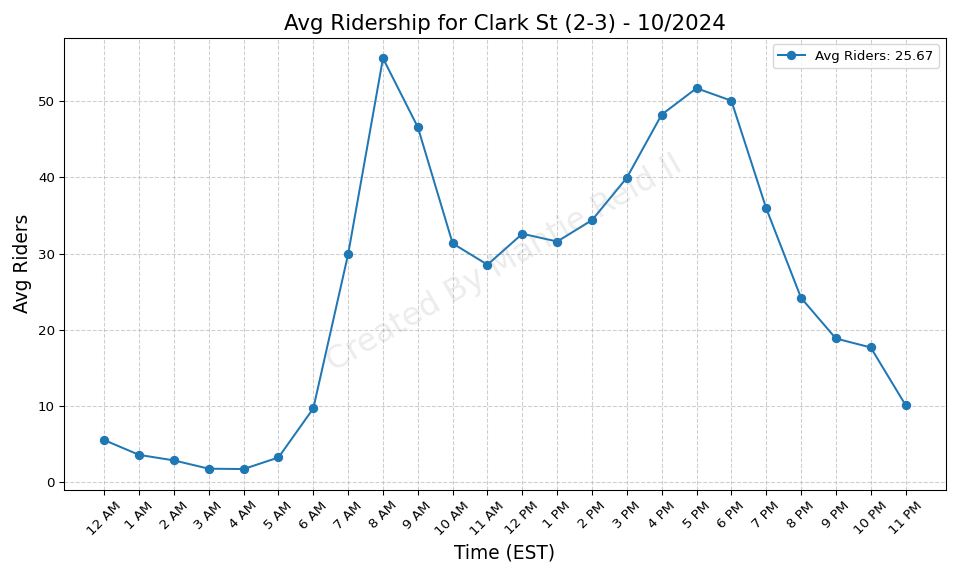 Avg Ridership for Clark St (2-3) - 10/2024
Avg Riders: 25.67
Avg Riders
50
40
30
20
10
0
Created By Mantie Reid II
12 AM
1 AM
2 AM
3 AM
4 AM
5 AM
6 AM
7 AM
8 AM
9 AM
10 AM
11 AM
12 PM
1 PM
2 PM
3 PM
4 PM
5 PM
6 PM
7 PM
8 PM
9 PM
10 PM
11 PM
Time (EST)